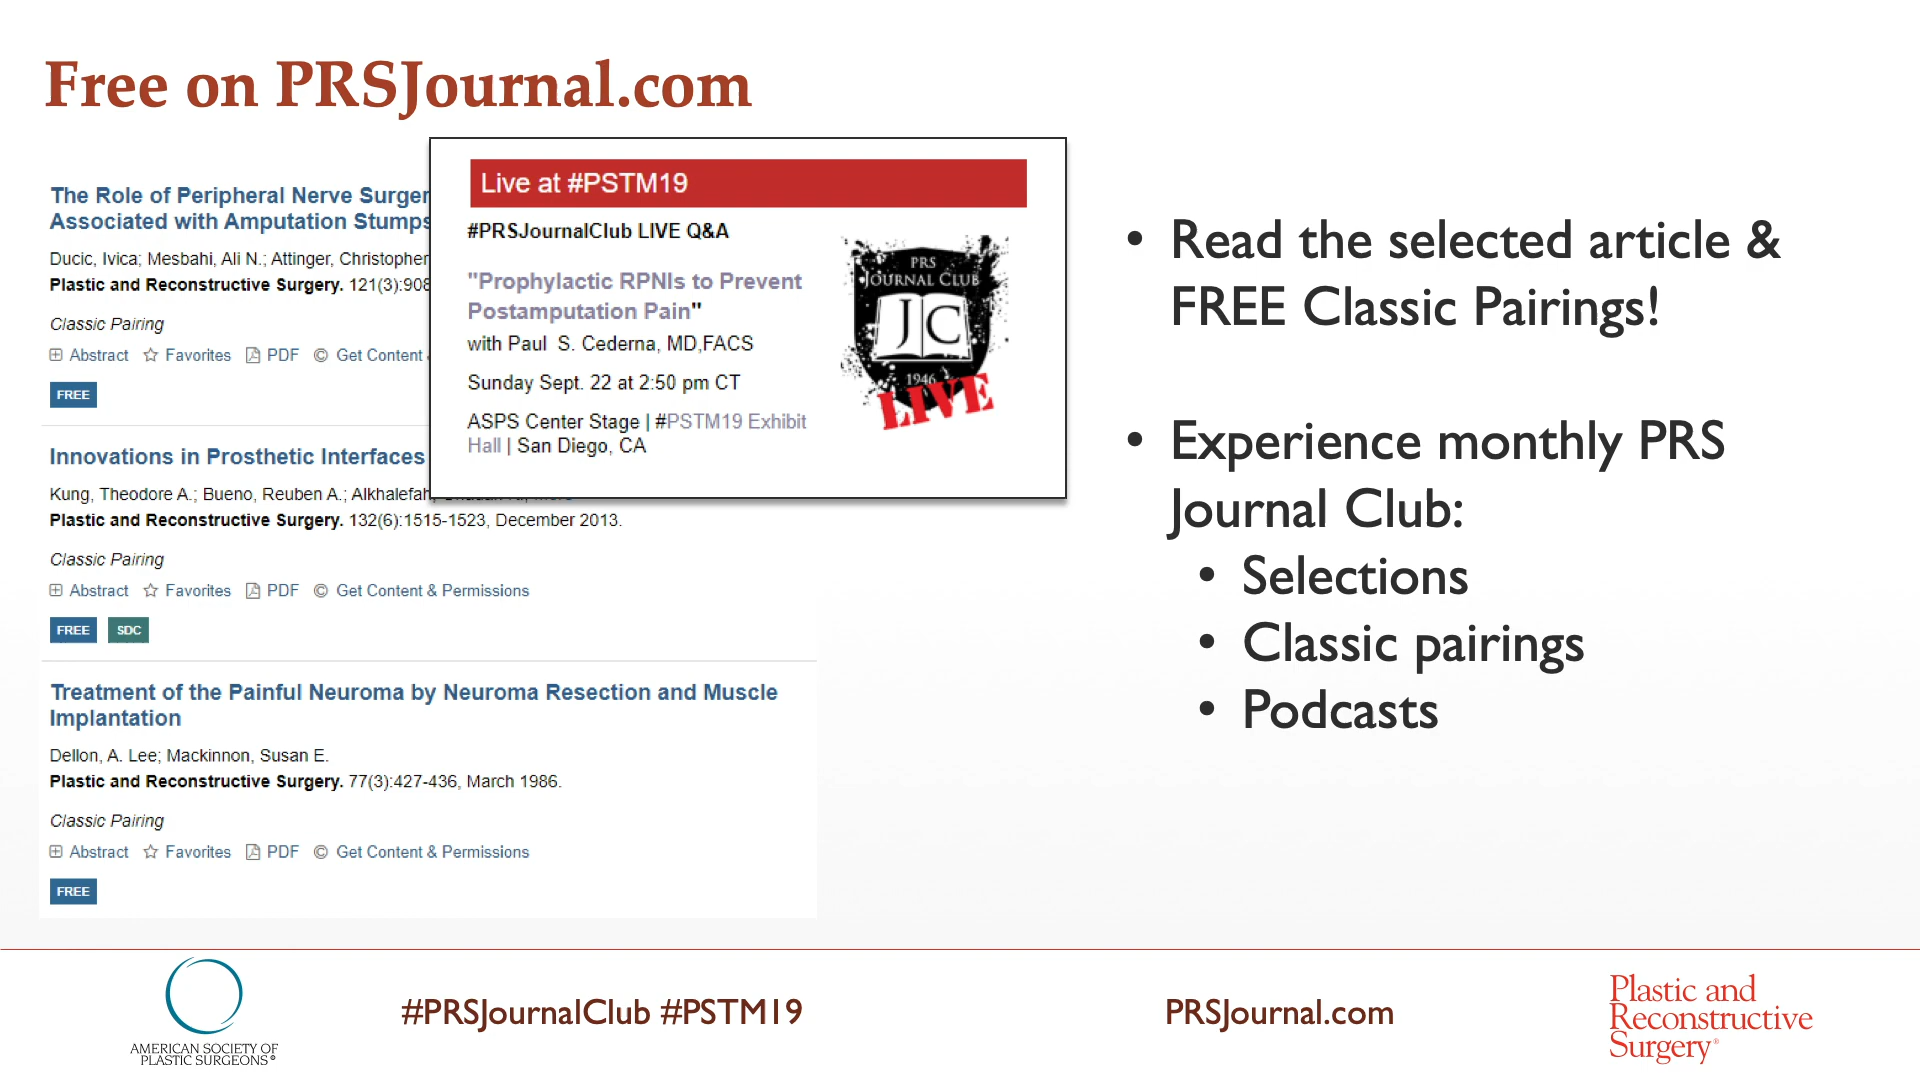 Free on PRSJournal.com
The Role of Peripheral Nerve Surger
Associated with Amputation Stumps
Ducic, Ivica; Mesbahi, Ali N.; Attinger, Christopher
Plastic and Reconstructive Surgery. 121(3):908
Classic Pairing
Abstract Favorites PDF © Get Content
FREE
Innovations in Prosthetic Interfaces
Kung, Theodore A.; Bueno, Reuben A.; Alkhalefah,
Plastic and Reconstructive Surgery. 132(6):1515-1523, December 2013.
Classic Pairing
Abstract Favorites PDF © Get Content & Permissions
FREE SDC
Treatment of the Painful Neuroma by Neuroma Resection and Muscle
Implantation
Dellon, A. Lee; Mackinnon, Susan E.
Plastic and Reconstructive Surgery. 77(3):427-436, March 1986.
Classic Pairing
Abstract Favorites PDF © Get Content & Permissions
FREE
Live at #PSTM19
#PRSJournalClub LIVE Q&A
"Prophylactic RPNIs to Prevent
Postamputation Pain"
with Paul S. Cederna, MD,FACS
Sunday Sept. 22 at 2:50 pm CT
ASPS Center Stage | #PSTM19 Exhibit
Hall | San Diego, CA
PRS
JOURNAL CLUB
JC
1946
LIVE
• Read the selected article &
FREE Classic Pairings!
• Experience monthly PRS
Journal Club:
• Selections
• Classic pairings
• Podcasts
AMERICAN SOCIETY OF
PLASTIC SURGEONS®
#PRSJournalClub #PSTM19
PRSJournal.com
Plastic and
Reconstructive
Surgery®